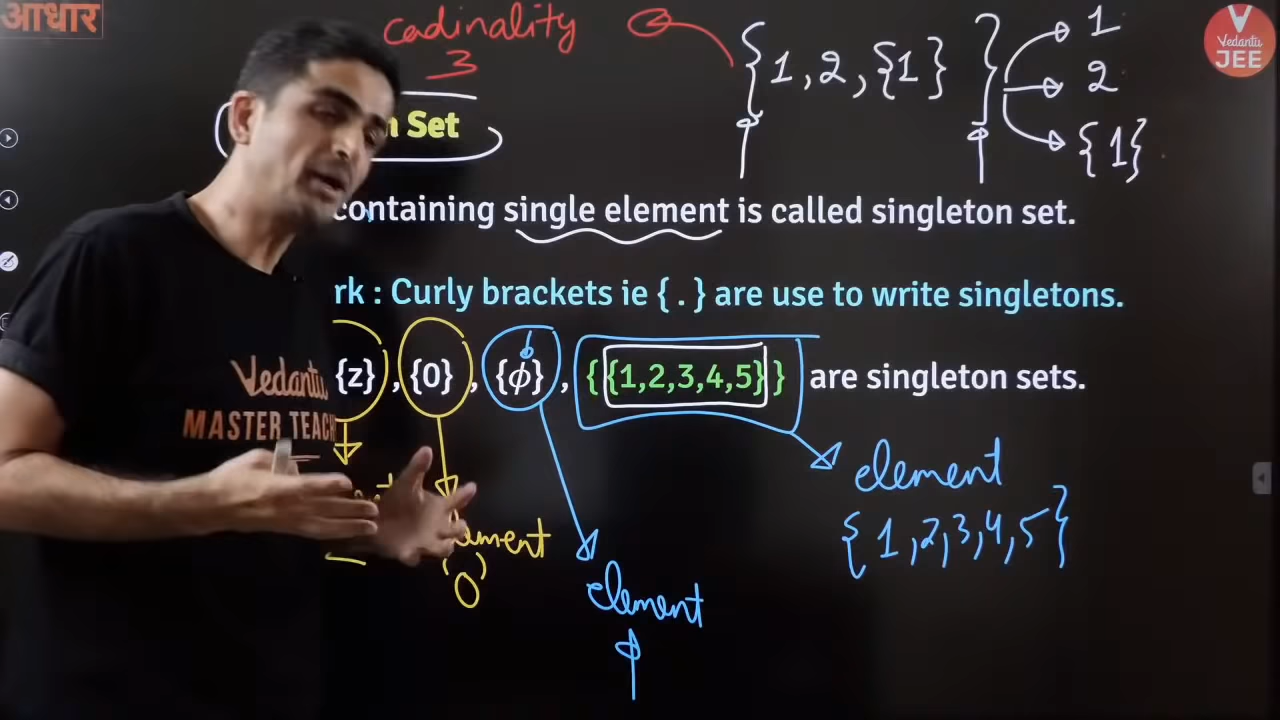 आधार
cadinality
3
{1, 2, {1} }
1
2
{1}
Vedantu
JEE
n Set
containing single element is called singleton set.
rk : Curly brackets ie { . } are use to write singletons.
{z} , {0} , {ϕ} , { {1,2,3,4,5} } are singleton sets.
Vedantu
MASTER TEACH
element
{1,2,3,4,5}
ement
'0'
element
ϕ